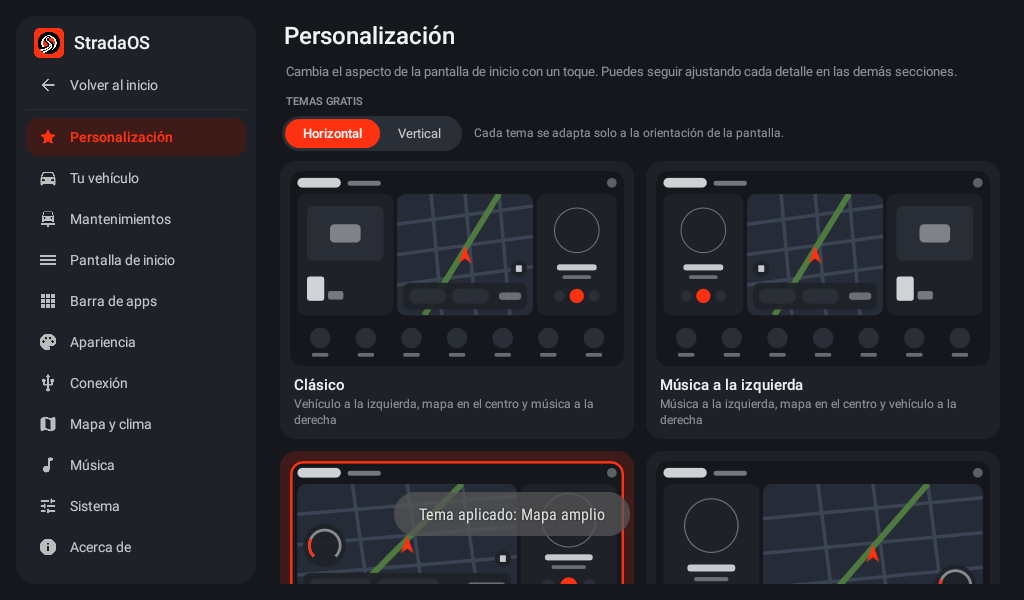 StradaOS
Volver al inicio
Personalización
Tu vehículo
Mantenimientos
Pantalla de inicio
Barra de apps
Apariencia
Conexión
Mapa y clima
Música
Sistema
Acerca de
Personalización
Cambia el aspecto de la pantalla de inicio con un toque. Puedes seguir ajustando cada detalle en las demás secciones.
TEMAS GRATIS
Horizontal
Vertical
Cada tema se adapta solo a la orientación de la pantalla.
Clásico
Vehículo a la izquierda, mapa en el centro y música a la
derecha
Música a la izquierda
Música a la izquierda, mapa en el centro y vehículo a la
derecha
Tema aplicado: Mapa amplio